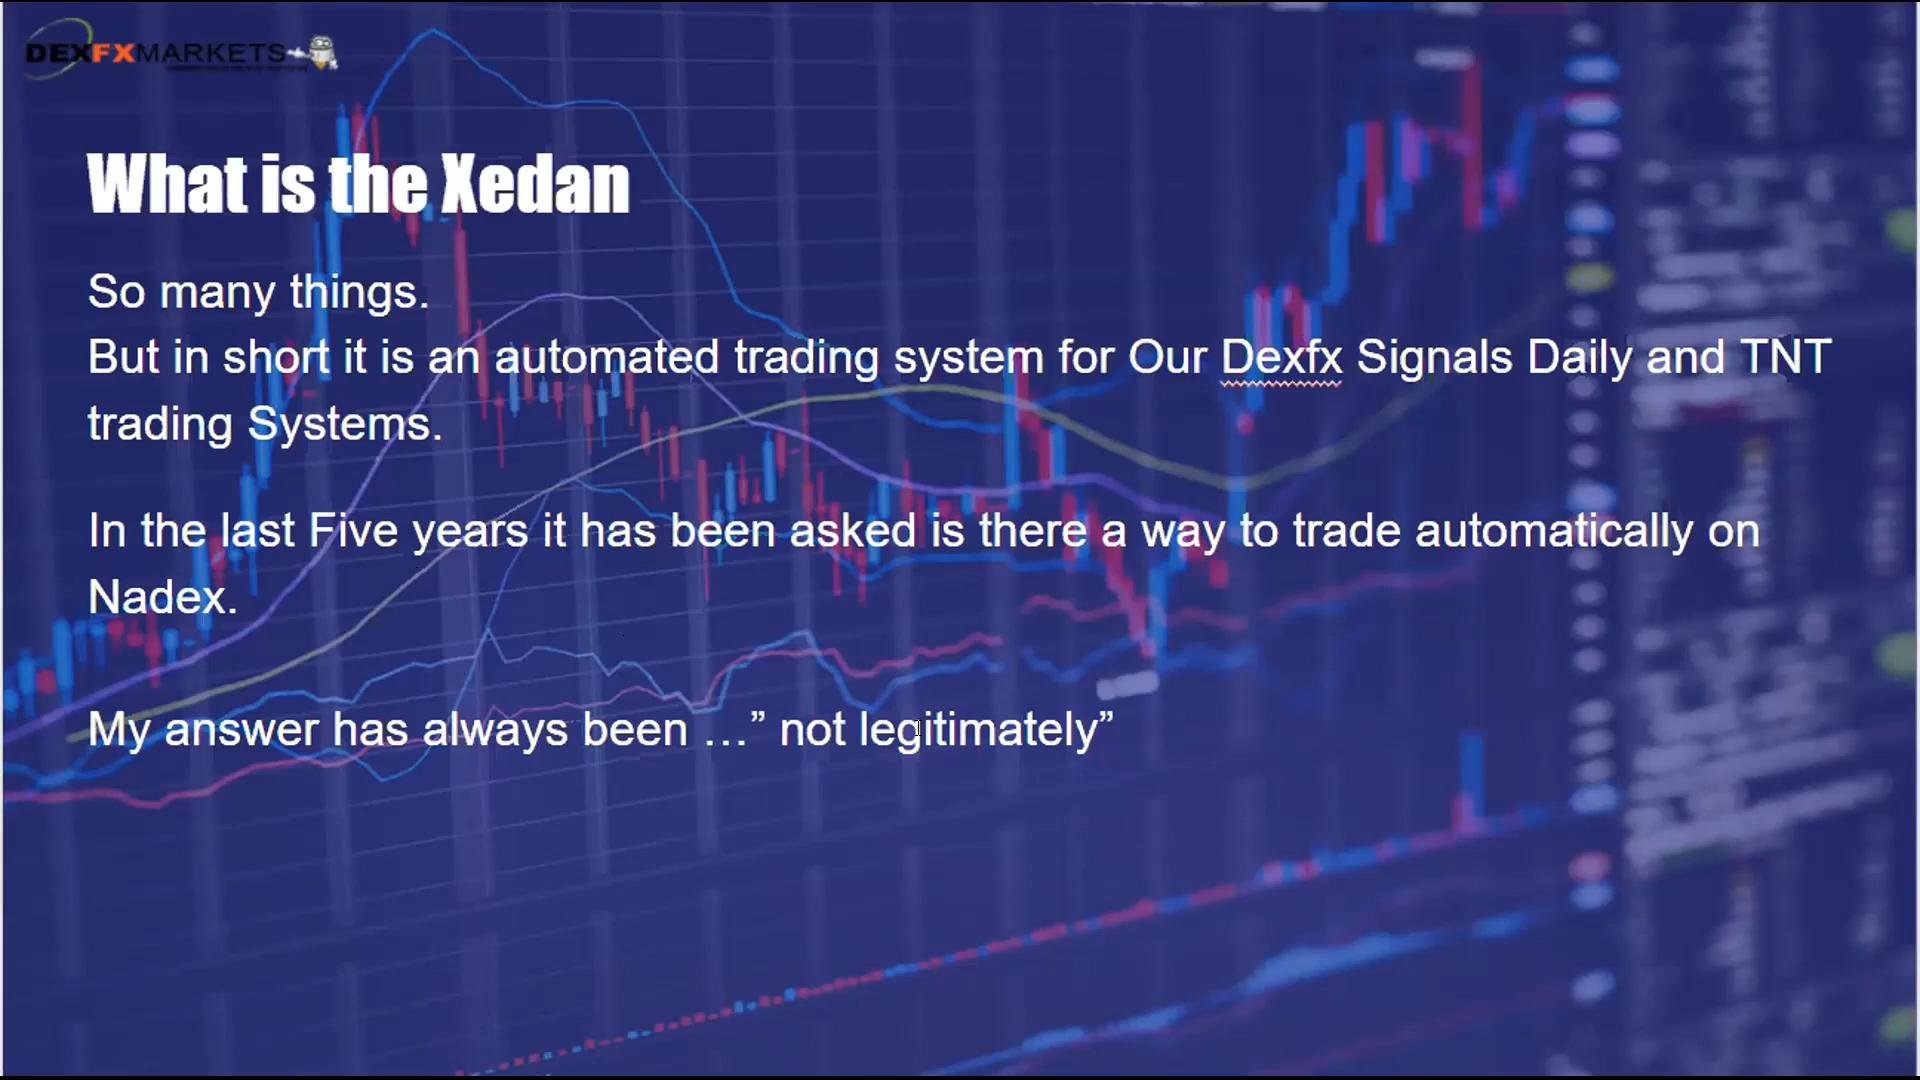 DEXFXMARKETS
What is the Xedan
So many things.
But in short it is an automated trading system for Our Dexfx Signals Daily and TNT
trading Systems.
In the last Five years it has been asked is there a way to trade automatically on
Nadex.
My answer has always been …” not legitimately”